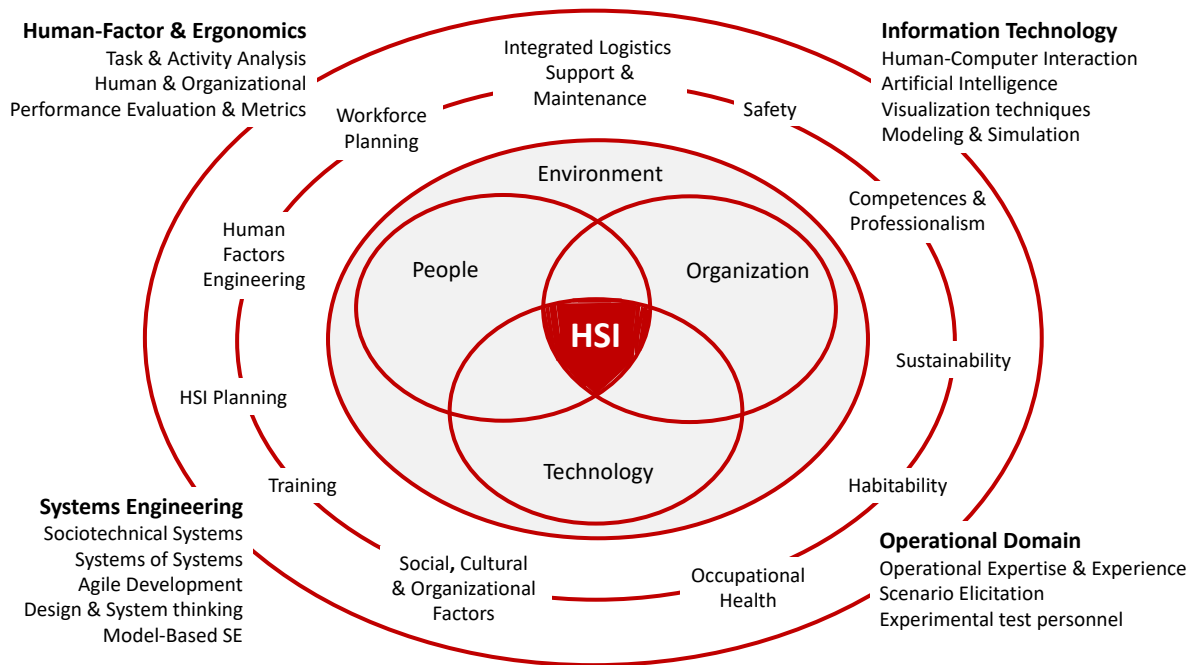 Human-Factor & Ergonomics
Task & Activity Analysis
Human & Organizational
Performance Evaluation & Metrics
Information Technology
Human-Computer Interaction
Artificial Intelligence
Visualization techniques
Modeling & Simulation
Integrated Logistics
Support &
Maintenance
Workforce
Planning
Safety
Competences &
Professionalism
Human
Factors
Engineering
Environment
People
Organization
HSI
Technology
Sustainability
HSI Planning
Training
Habitability
Social, Cultural
& Organizational
Factors
Occupational
Health
Systems Engineering
Sociotechnical Systems
Systems of Systems
Agile Development
Design & System thinking
Model-Based SE
Operational Domain
Operational Expertise & Experience
Scenario Elicitation
Experimental test personnel